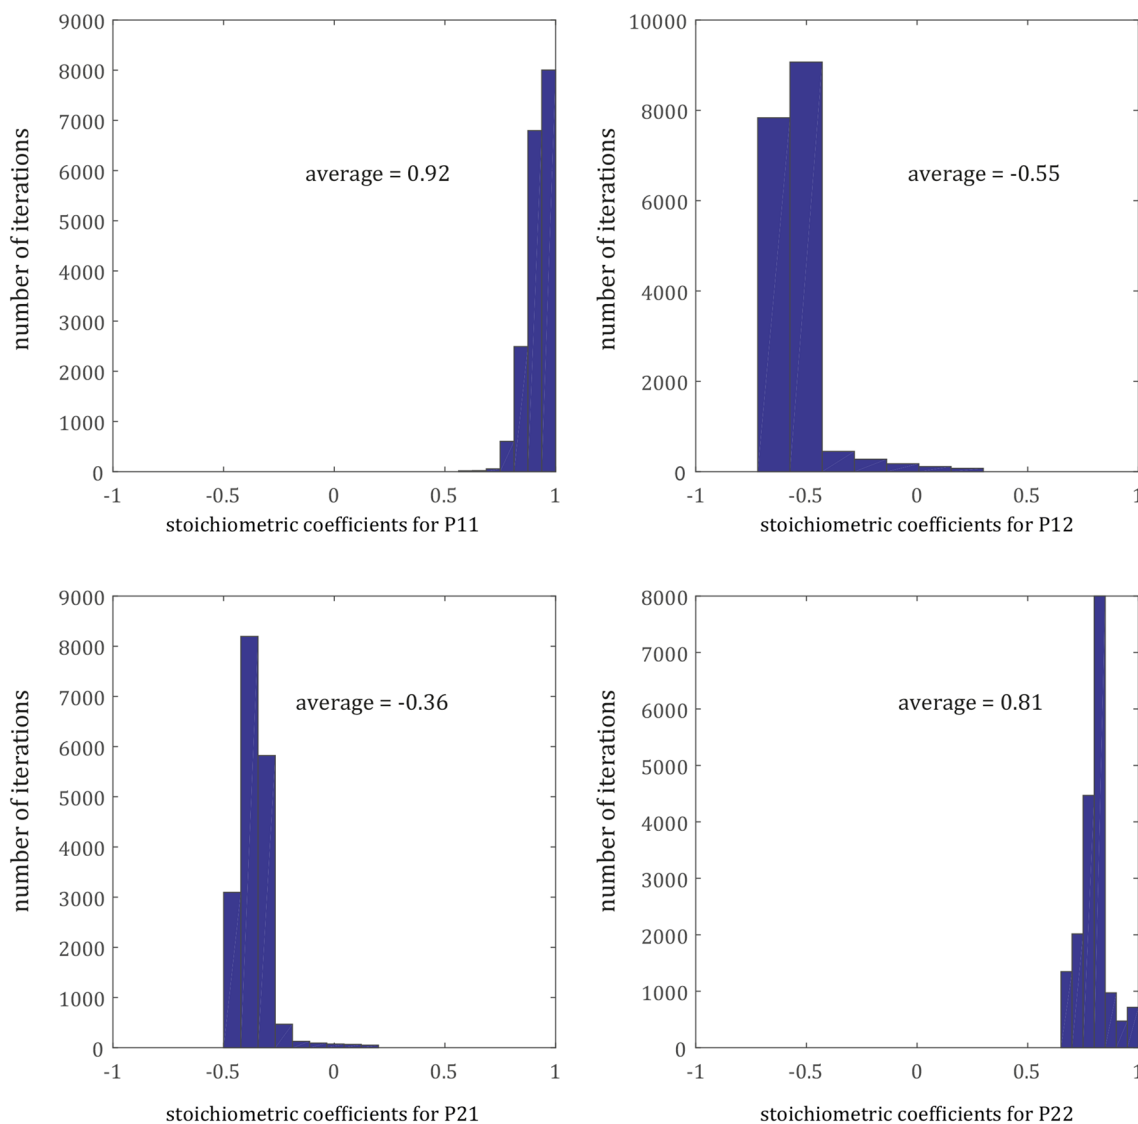 9000
8000
7000
6000
5000
4000
3000
2000
1000
0
number of iterations
average = 0.92
-1 -0.5 0 0.5 1
stoichiometric coefficients for P11
10000
8000
6000
4000
2000
0
number of iterations
average = -0.55
-1 -0.5 0 0.5 1
stoichiometric coefficients for P12
9000
8000
7000
6000
5000
4000
3000
2000
1000
0
number of iterations
average = -0.36
-1 -0.5 0 0.5 1
stoichiometric coefficients for P21
8000
7000
6000
5000
4000
3000
2000
1000
0
number of iterations
average = 0.81
-1 -0.5 0 0.5 1
stoichiometric coefficients for P22